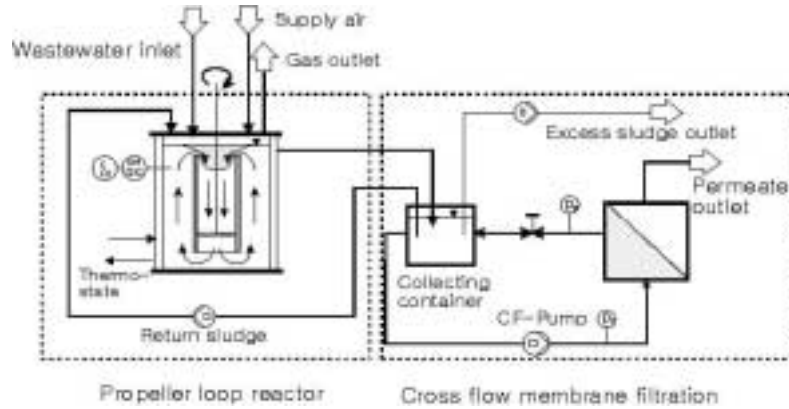 Supply air
Wastewater inlet
Gas outlet
Excess sludge outlet
Permeate
outlet
Thermo-
state
Collecting
container
CF-Pump
Return sludge
Propeller loop reactor
Cross flow membrane filtration